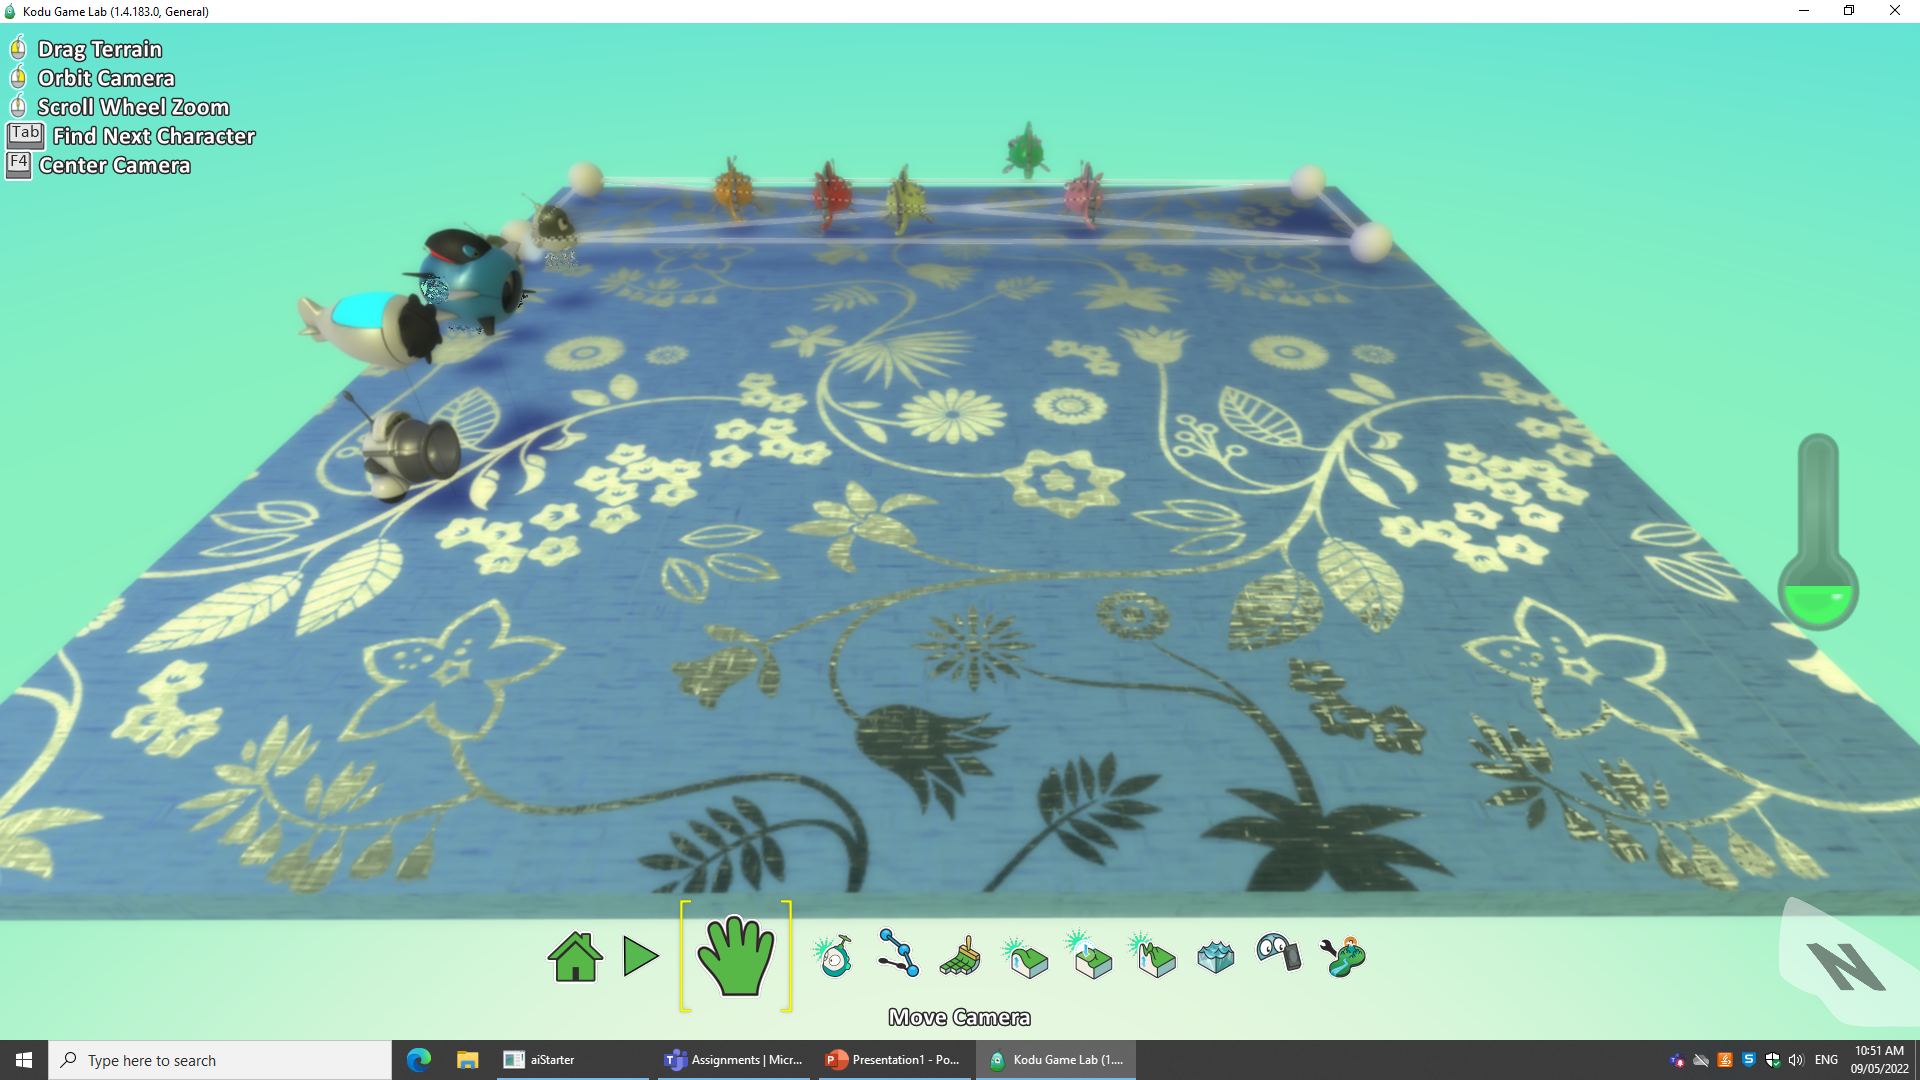 Kodu Game Lab (1.4.183.0, General)
Drag Terrain
Orbit Camera
Scroll Wheel Zoom
Tab Find Next Character
F4 Center Camera
N
Move Camera
Type here to search
aiStarter
Assignments | Micr...
Presentation1 - Po...
Kodu Game Lab (1....
ENG
10:51 AM
09/05/2022